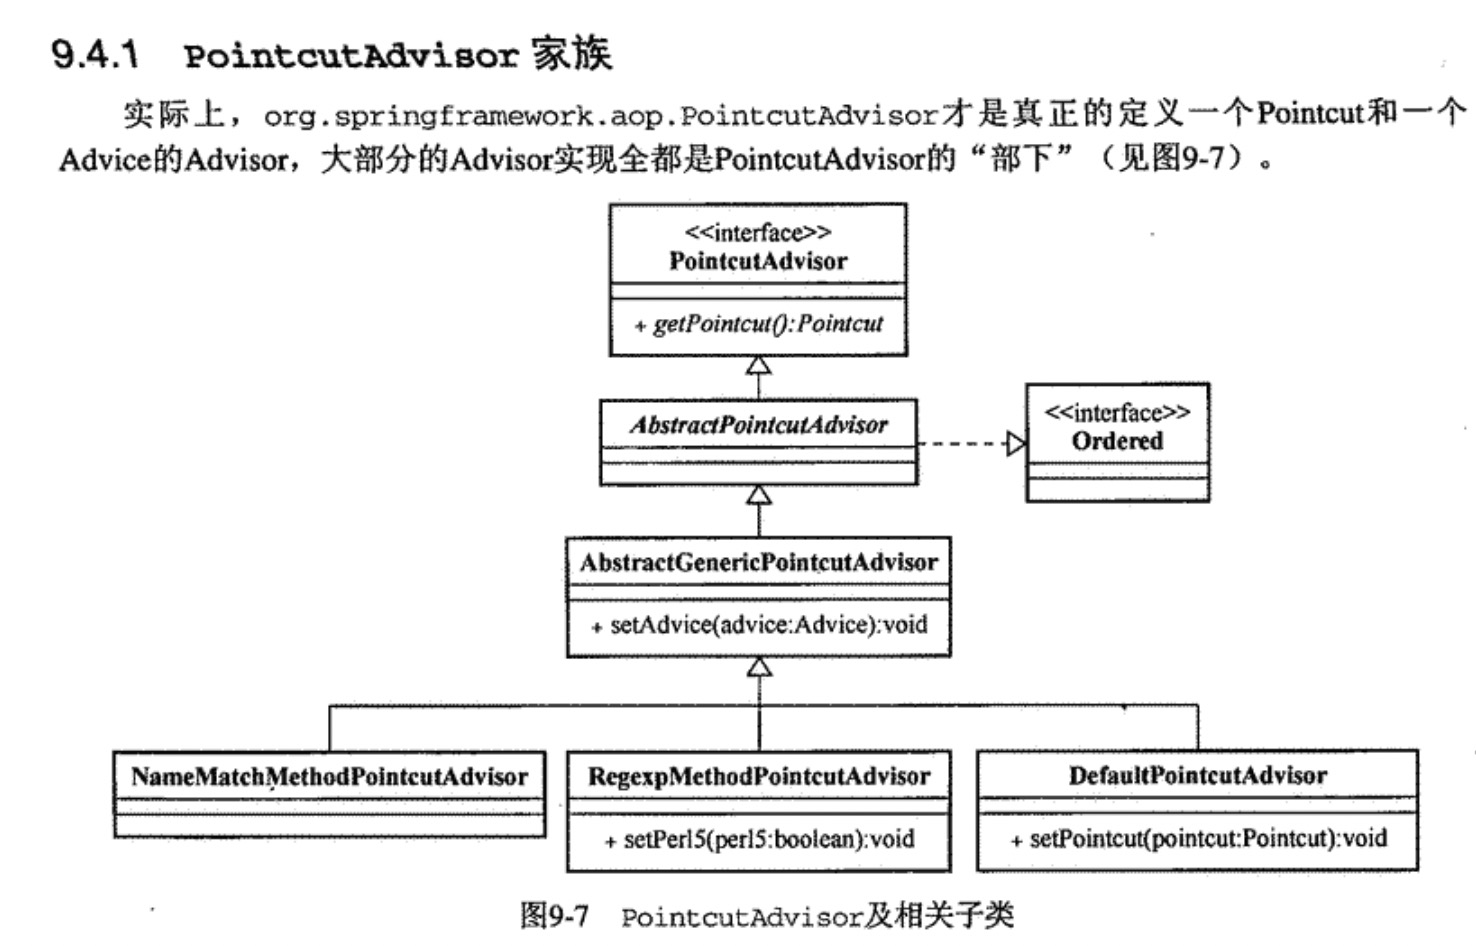 9.4.1 PointcutAdvisor 家族
实际上，org.springframework.aop.PointcutAdvisor才是真正的定义一个Pointcut和一个
Advice的Advisor，大部分的Advisor实现全都是PointcutAdvisor的“部下”（见图9-7）。
<<interface>>
PointcutAdvisor
+ getPointcut():Pointcut
AbstractPointcutAdvisor
<<interface>>
Ordered
AbstractGenericPointcutAdvisor
+ setAdvice(advice:Advice):void
NameMatchMethodPointcutAdvisor
RegexpMethodPointcutAdvisor
+ setPerl5(perl5:boolean):void
DefaultPointcutAdvisor
+ setPointcut(pointcut:Pointcut):void
图9-7 PointcutAdvisor及相关子类